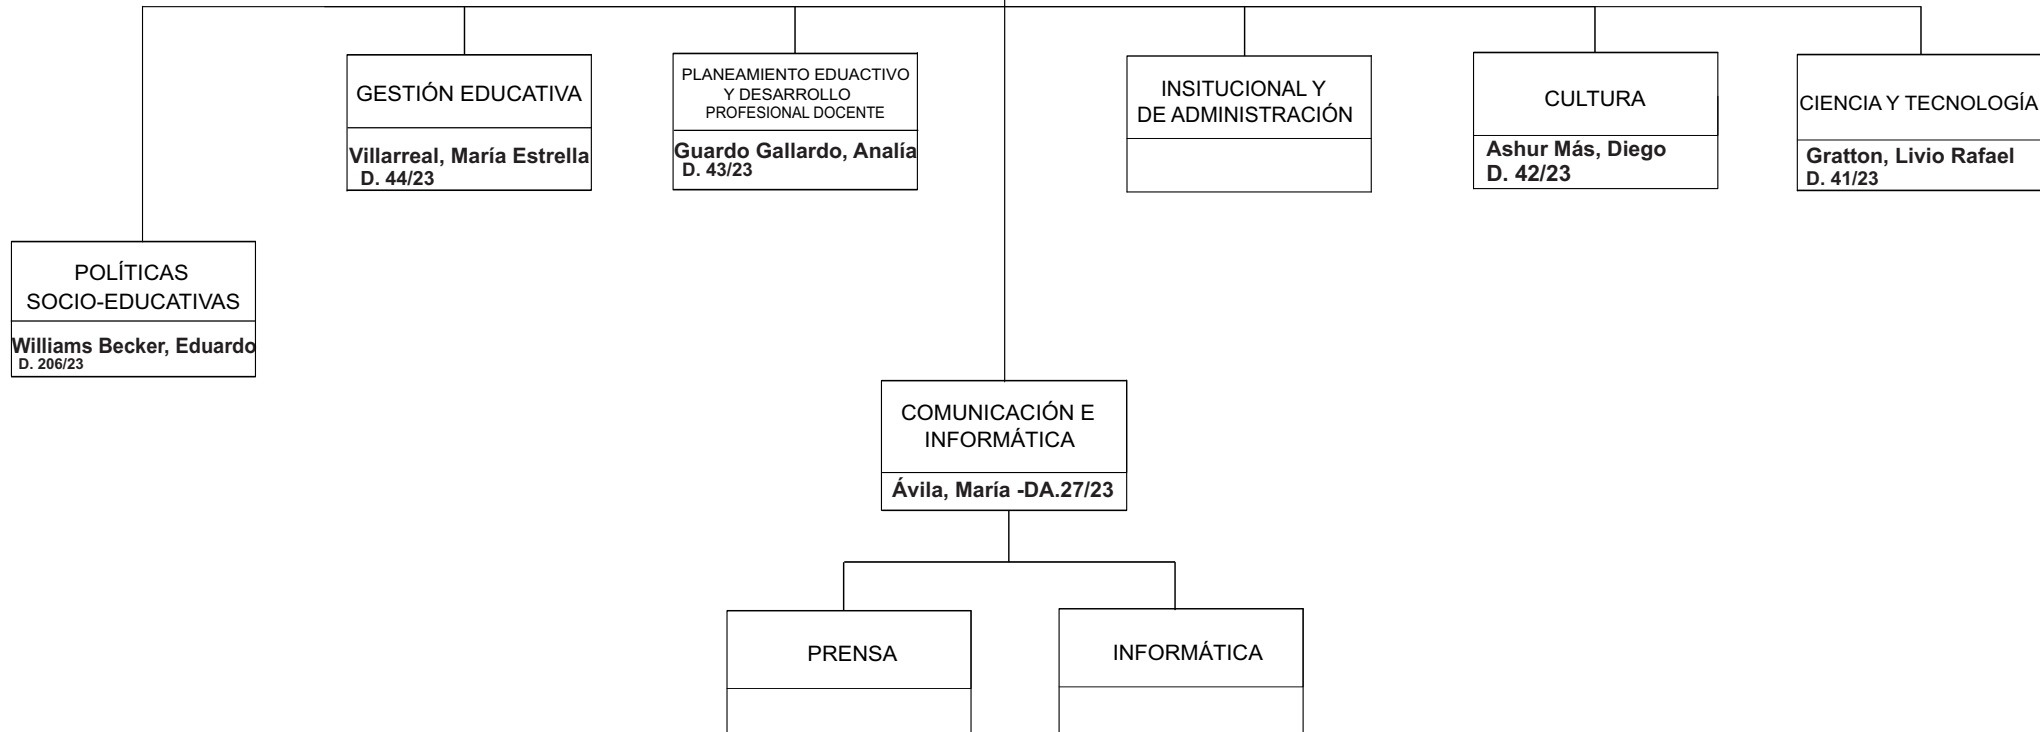 GESTIÓN EDUCATIVA
Villarreal, María Estrella
D. 44/23
PLANEAMIENTO EDUACTIVO
Y DESARROLLO
PROFESIONAL DOCENTE
Guardo Gallardo, Analía
D. 43/23
INSITUCIONAL Y
DE ADMINISTRACIÓN
CULTURA
Ashur Más, Diego
D. 42/23
CIENCIA Y TECNOLOGÍA
Gratton, Livio Rafael
D. 41/23
POLÍTICAS
SOCIO-EDUCATIVAS
Williams Becker, Eduardo
D. 206/23
COMUNICACIÓN E
INFORMÁTICA
Ávila, María -DA.27/23
PRENSA
INFORMÁTICA